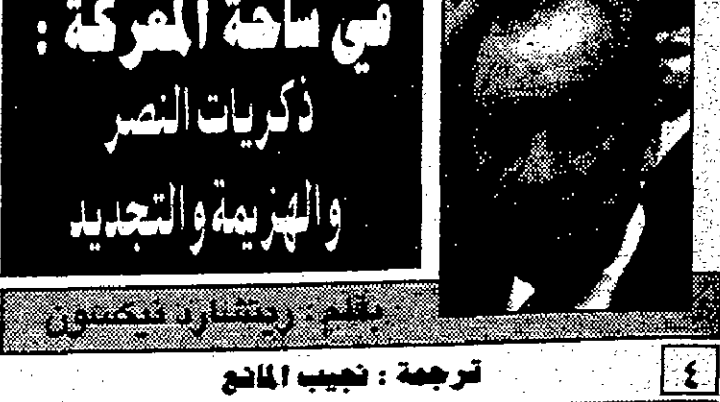 في ساحة المعركة :
ذكريات النصر
والهزيمة والتجديد
بقلم : ريتشارد نيكسون
ترجمة : نجيب المانع
٤